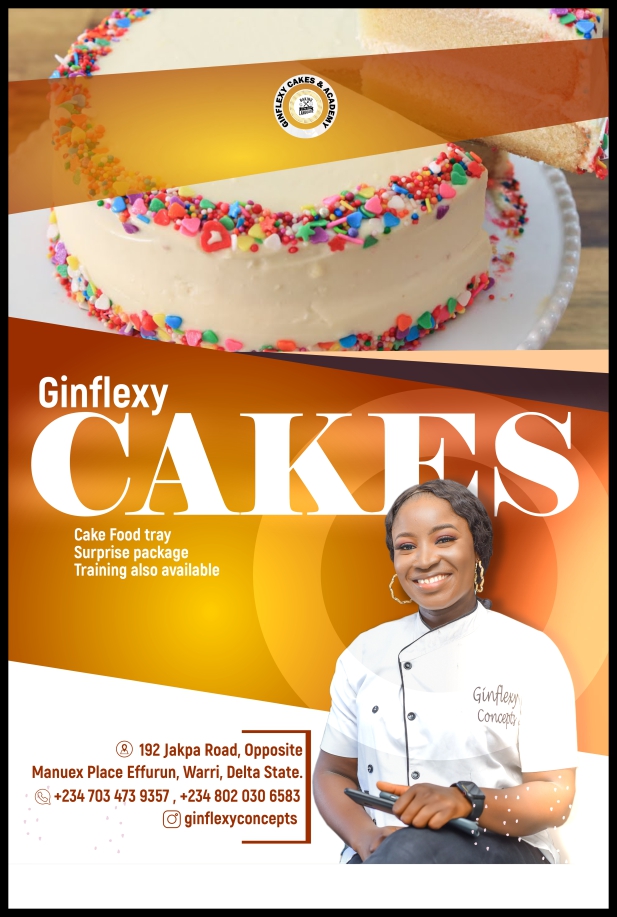 GINFLEXY CAKES & ACADEMY
Ginflexy
CAKES
Cake Food tray
Surprise package
Training also available
Ginflexy
Concepts
192 Jakpa Road, Opposite
Manuex Place Effurun, Warri, Delta State.
+234 703 473 9357 , +234 802 030 6583
ginflexyconcepts